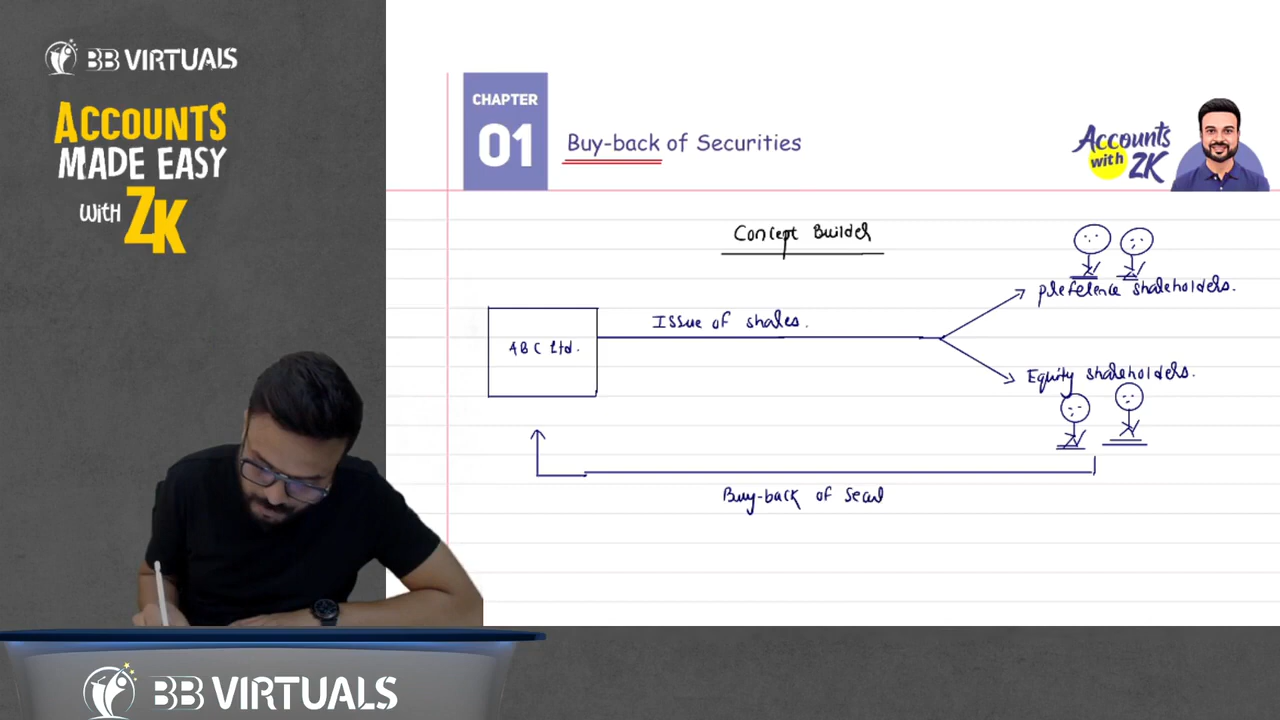 BB VIRTUALS
ACCOUNTS
MADE EASY
WITH ZK
CHAPTER
01
Buy-back of Securities
Accounts
with ZK
Concept Builder
preference shareholders.
Issue of shares.
ABC Ltd.
Equity shareholders.
Buy-back of Secu
BB VIRTUALS